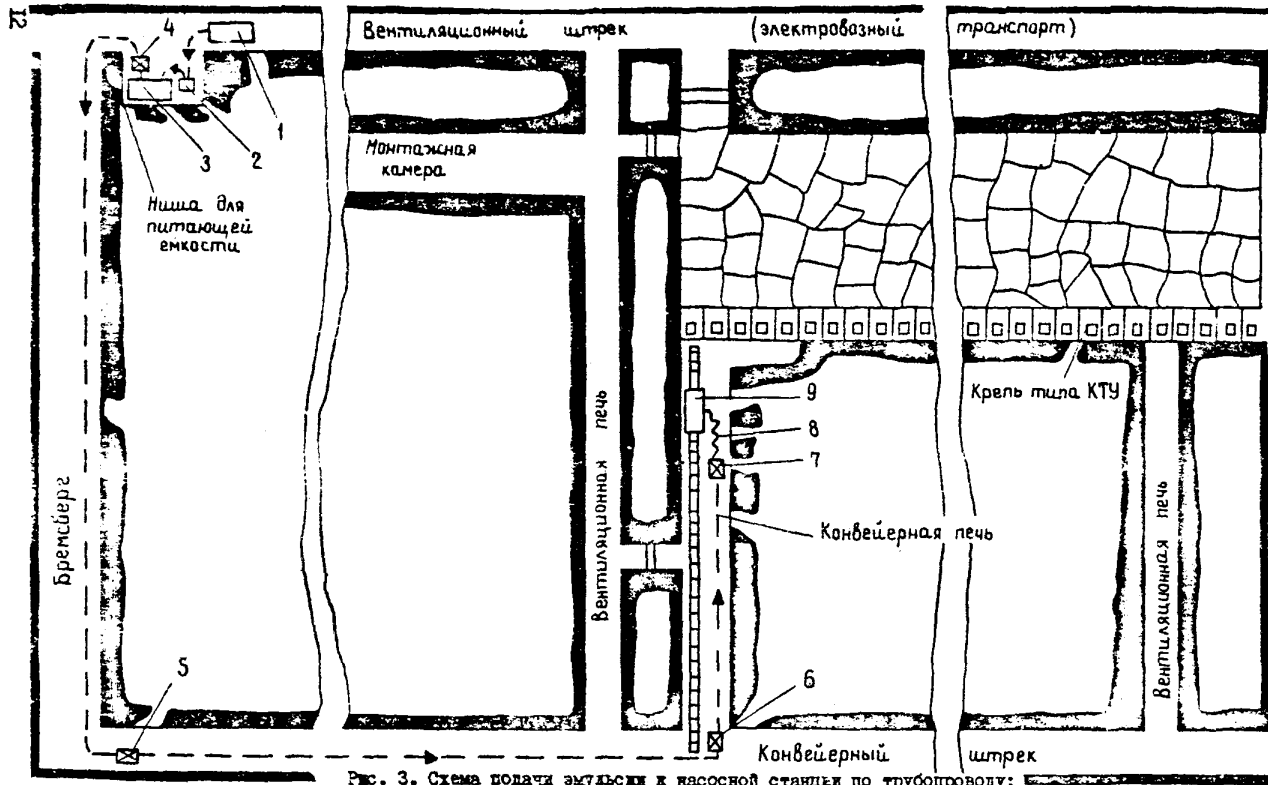 12
Вентиляционный штрек (электровозный транспорт)
4
1
2
3
Монтажная
камера
Ниша для
питающей
емкости
Крепь типа КТУ
9
8
7
Бремсберг
Вентиляционная печь
Конвейерная печь
Вентиляционная печь
5
6
Конвейерный штрек
Рис. 3. Схема подачи эмульсии к насосной станции по трубопроводу: